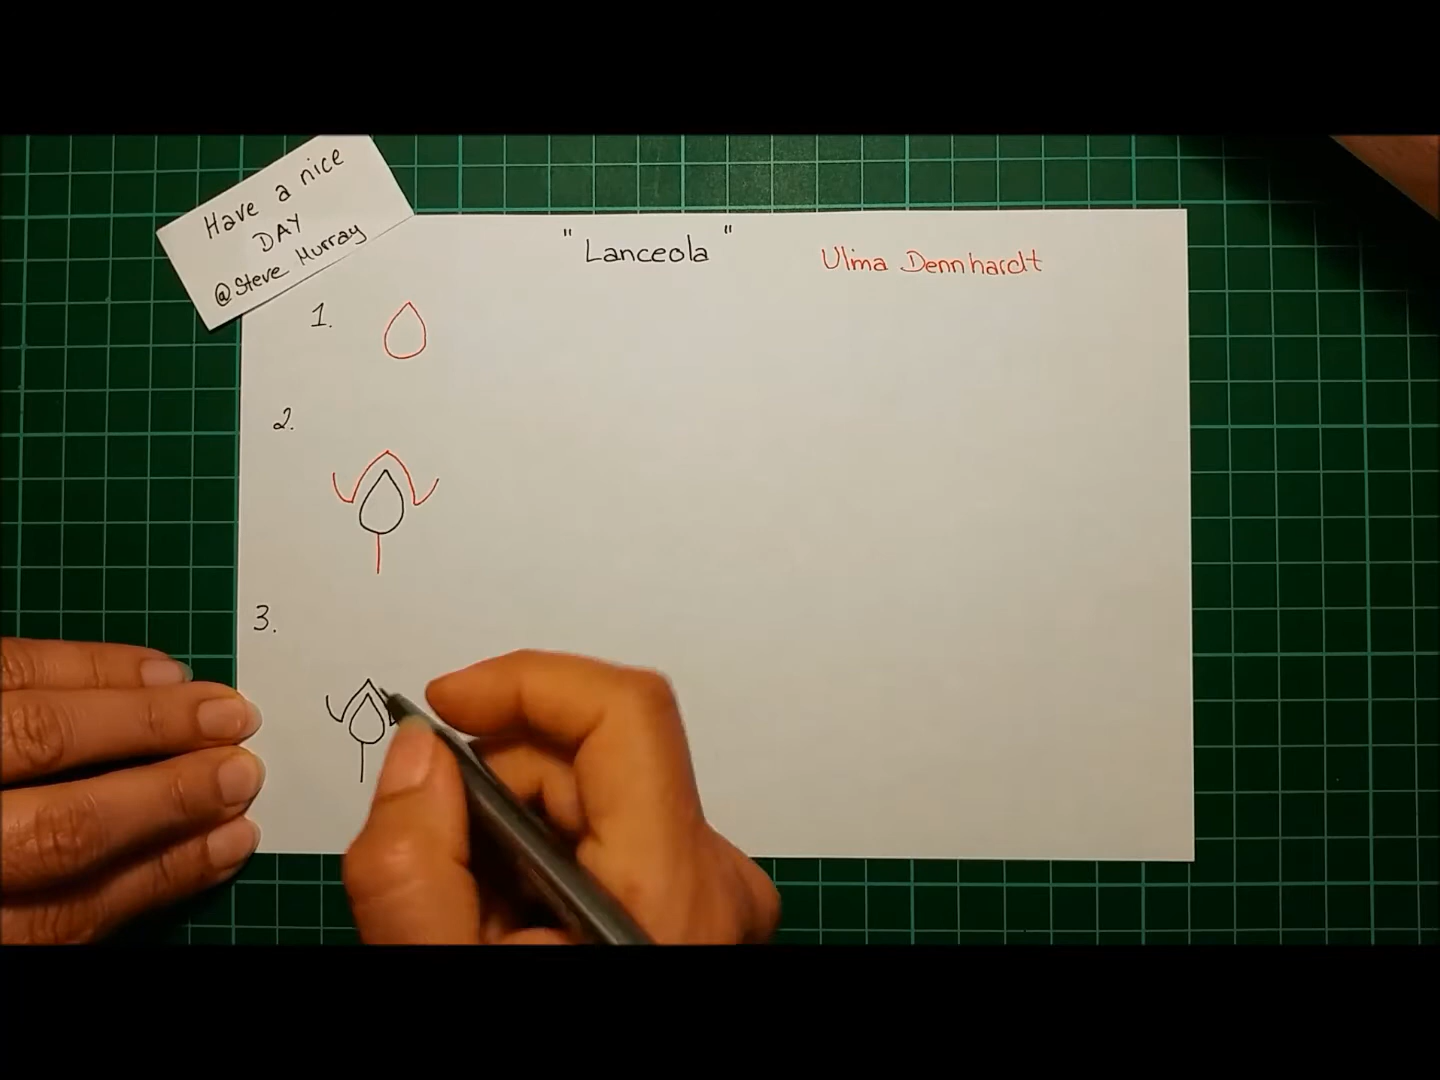 Have a nice
DAY
@Steve Murray
"Lanceola"
Ulma Dennhardt
1.
2.
3.